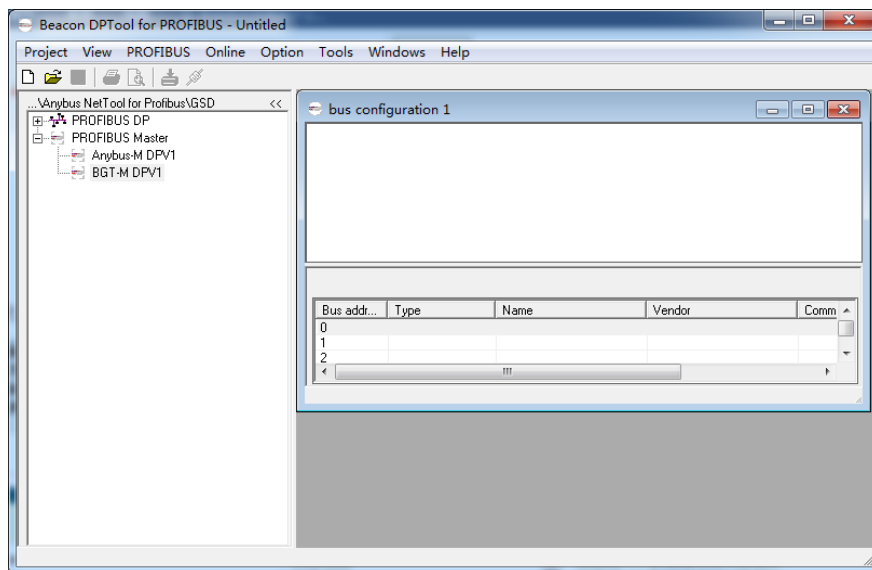 Beacon DPTool for PROFIBUS - Untitled
Project View PROFIBUS Online Option Tools Windows Help
...\Anybus NetTool for Profibus\GSD <<
PROFIBUS DP
PROFIBUS Master
Anybus-M DPV1
BGT-M DPV1
bus configuration 1
Bus addr... Type Name Vendor Comm
0
1
2